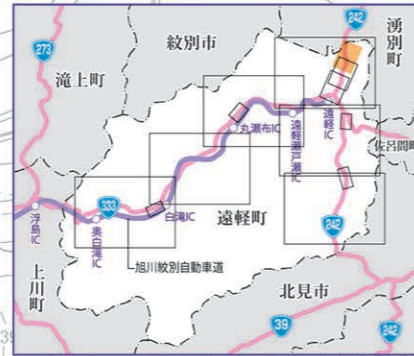 242
湧別町
紋別市
273
滝上町
丸瀬布IC
遠軽瀬戸瀬IC
遠軽IC
佐呂間町
浮島IC
奥白滝IC
333
白滝IC
遠軽町
242
上川町
旭川紋別自動車道
北見市
39
242